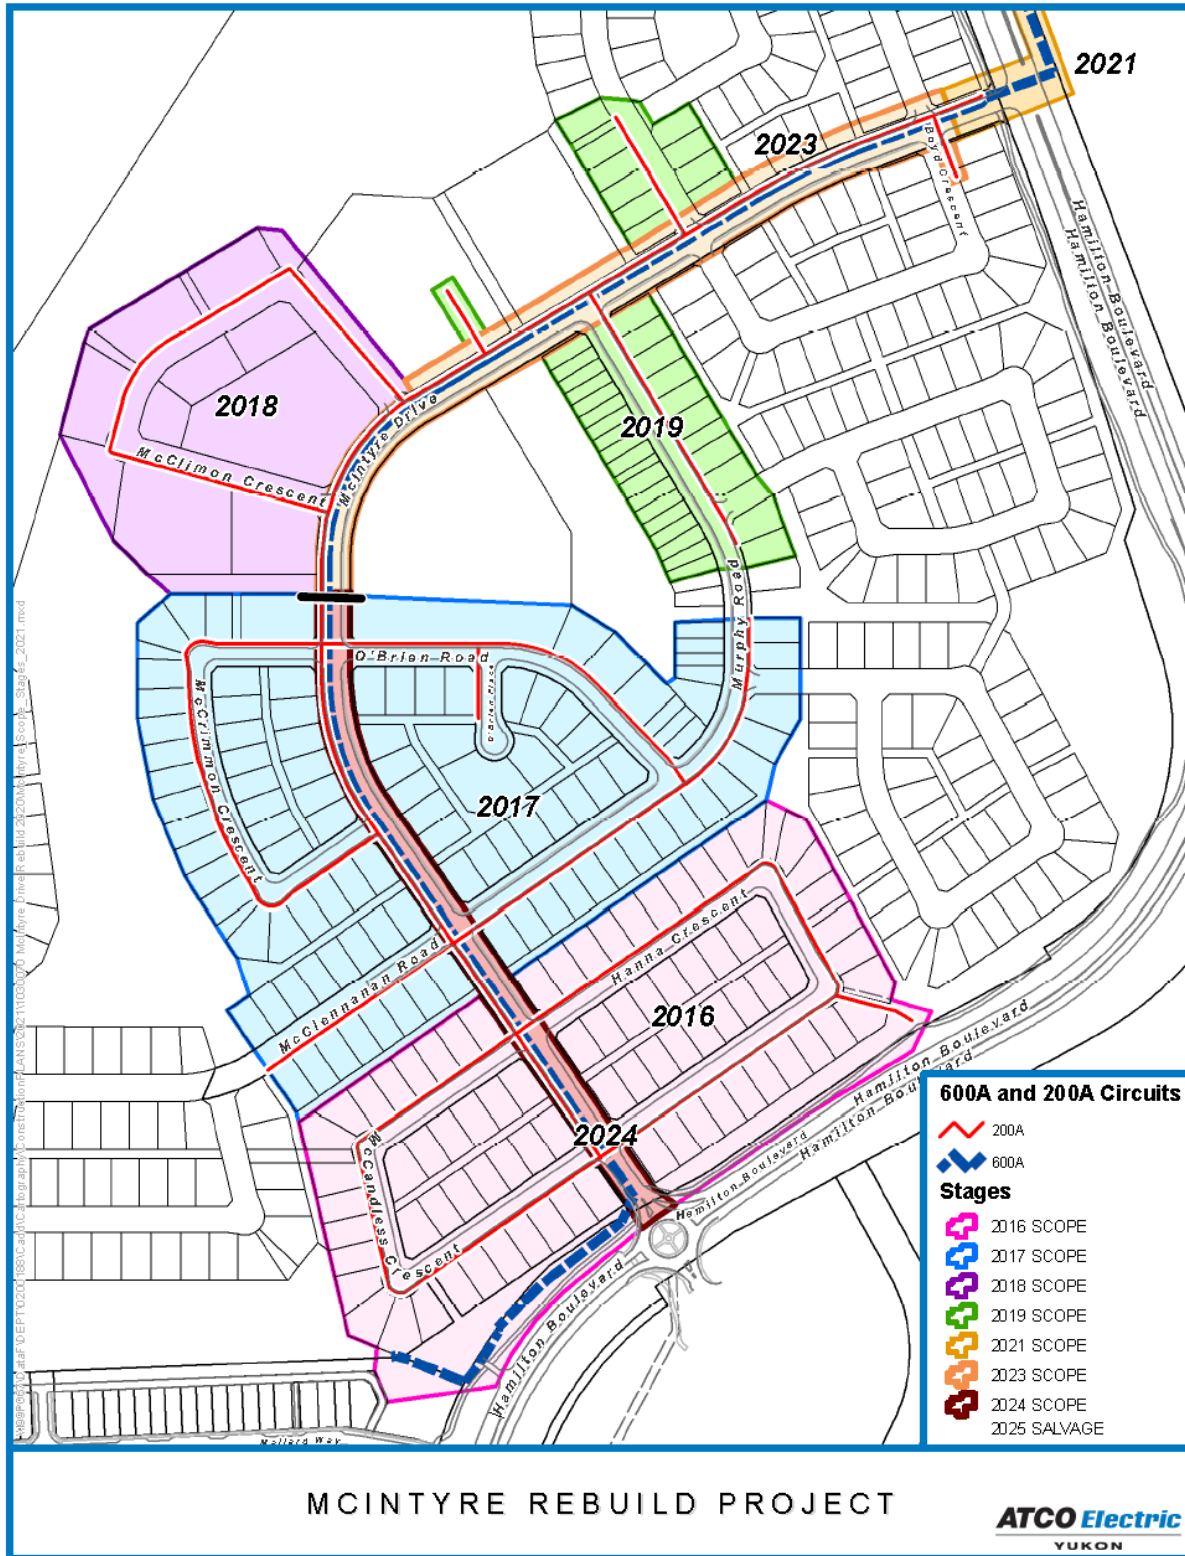 2021
2023
Boyd Crescent
Hamilton Boulevard
Hamilton Boulevard
2018
McIntyre Drive
2019
McClimon Crescent
Murphy Road
O'Brien Road
O'Brien Place
McCrimmon Crescent
2017
Hanna Crescent
McClennanan Road
2016
Hamilton Boulevard
Hamilton Boulevard
2024
Hamilton Boulevard
McCandless Crescent
Hamilton Boulevard
Hamilton Boulevard
Mallard Way
600A and 200A Circuits
200A
600A
Stages
2016 SCOPE
2017 SCOPE
2018 SCOPE
2019 SCOPE
2021 SCOPE
2023 SCOPE
2024 SCOPE
2025 SALVAGE
MCINTYRE REBUILD PROJECT
ATCO Electric
YUKON